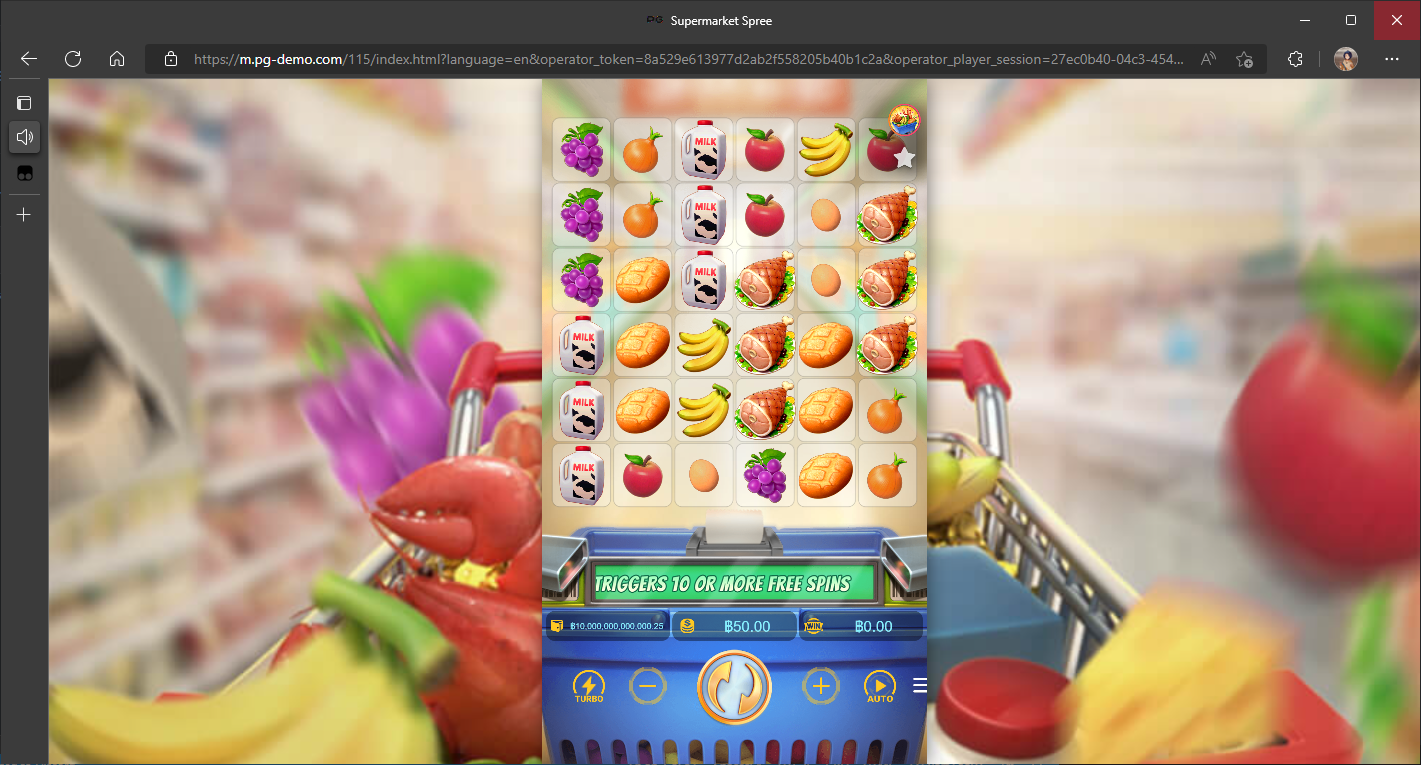 PG Supermarket Spree
https://m.pg-demo.com/115/index.html?language=en&operator_token=8a529e613977d2ab2f558205b40b1c2a&operator_player_session=27ec0b40-04c3-454...
MILK
MILK
MILK
MILK
MILK
MILK
TRIGGERS 10 OR MORE FREE SPINS
฿10,000,000,000,000.25 ฿50.00 WIN ฿0.00
TURBO AUTO